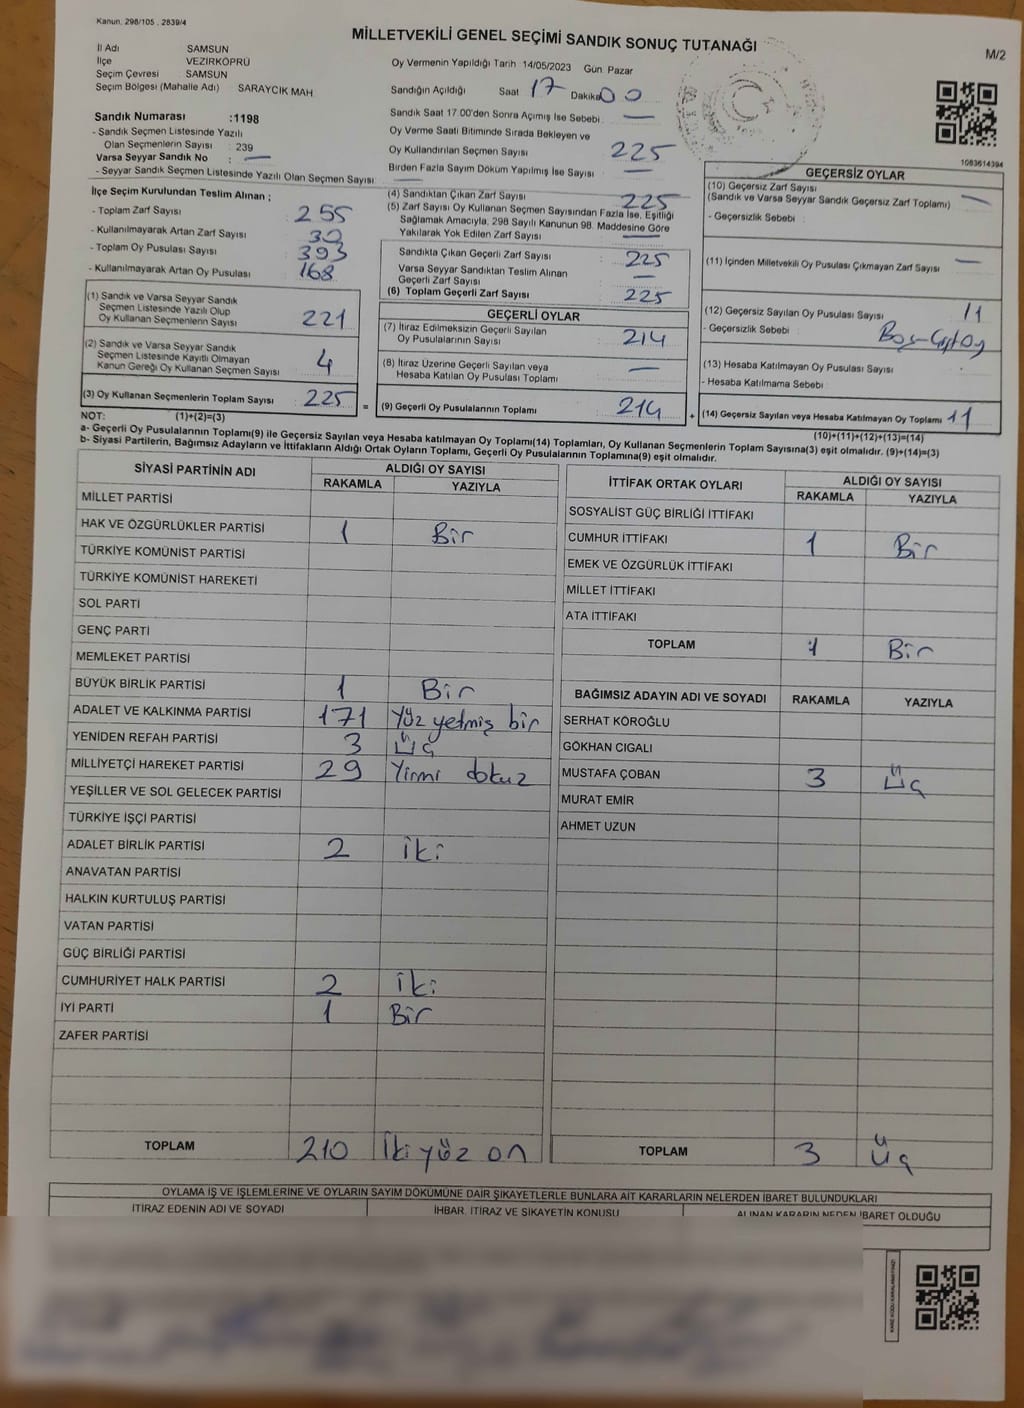 Kanun, 298/105 , 2839/4
MİLLETVEKİLİ GENEL SEÇİMİ SANDIK SONUÇ TUTANAĞI
M/2
İl Adı SAMSUN
İlçe VEZİRKÖPRÜ
Seçim Çevresi SAMSUN
Seçim Bölgesi (Mahalle Adı) SARAYCIK MAH.
Sandık Numarası :1198
- Sandık Seçmen Listesinde Yazılı
Olan Seçmenlerin Sayısı : 239
Varsa Seyyar Sandık No : —
- Seyyar Sandık Seçmen Listesinde Yazılı Olan Seçmen Sayısı: —
İlçe Seçim Kurulundan Teslim Alınan ;
- Toplam Zarf Sayısı : 255
- Kullanılmayarak Artan Zarf Sayısı : 30
- Toplam Oy Pusulası Sayısı : 393
- Kullanılmayarak Artan Oy Pusulası : 168
(1) Sandık ve Varsa Seyyar Sandık
Seçmen Listesinde Yazılı Olup
Oy Kullanan Seçmenlerin Sayısı : 221
(2) Sandık ve Varsa Seyyar Sandık
Seçmen Listesinde Kayıtlı Olmayan
Kanun Gereği Oy Kullanan Seçmen Sayısı : 4
(3) Oy Kullanan Seçmenlerin Toplam Sayısı : 225 =
Oy Vermenin Yapıldığı Tarih 14/05/2023 Gün Pazar
Sandığın Açıldığı Saat 17 Dakika 00
Sandık Saat 17.00'den Sonra Açımış İse Sebebi : —
Oy Verme Saati Bitiminde Sırada Bekleyen ve
Oy Kullandırılan Seçmen Sayısı : 225
Birden Fazla Sayım Döküm Yapılmış İse Sayısı : —
(4) Sandıktan Çıkan Zarf Sayısı : 225
(5) Zarf Sayısı Oy Kullanan Seçmen Sayısından Fazla İse, Eşitliği
Sağlamak Amacıyla, 298 Sayılı Kanunun 98. Maddesine Göre
Yakılarak Yok Edilen Zarf Sayısı : —
Sandıkta Çıkan Geçerli Zarf Sayısı : 225
Varsa Seyyar Sandıktan Teslim Alınan
Geçerli Zarf Sayısı : —
(6) Toplam Geçerli Zarf Sayısı : 225
GEÇERLİ OYLAR
(7) İtiraz Edilmeksizin Geçerli Sayılan
Oy Pusulalarının Sayısı : 214
(8) İtiraz Üzerine Geçerli Sayılan veya
Hesaba Katılan Oy Pusulası Toplamı : —
(9) Geçerli Oy Pusulalarının Toplamı : 214 +
1083614394
GEÇERSİZ OYLAR
(10) Geçersiz Zarf Sayısı
(Sandık ve Varsa Seyyar Sandık Geçersiz Zarf Toplamı) : —
- Geçersizlik Sebebi :
(11) İçinden Milletvekili Oy Pusulası Çıkmayan Zarf Sayısı : —
(12) Geçersiz Sayılan Oy Pusulası Sayısı : 11
- Geçersizlik Sebebi : Boş-Çift Oy
(13) Hesaba Katılmayan Oy Pusulası Sayısı :
- Hesaba Katılmama Sebebi :
(14) Geçersiz Sayılan veya Hesaba Katılmayan Oy Toplamı : 11
NOT: (1)+(2)=(3) (10)+(11)+(12)+(13)=(14)
a- Geçerli Oy Pusulalarının Toplamı(9) ile Geçersiz Sayılan veya Hesaba katılmayan Oy Toplamı(14) Toplamları, Oy Kullanan Seçmenlerin Toplam Sayısına(3) eşit olmalıdır. (9)+(14)=(3)
b- Siyasi Partilerin, Bağımsız Adayların ve İttifakların Aldığı Ortak Oyların Toplamı, Geçerli Oy Pusulalarının Toplamına(9) eşit olmalıdır.
SİYASİ PARTİNİN ADI ALDIĞI OY SAYISI
RAKAMLA YAZIYLA
MİLLET PARTİSİ
HAK VE ÖZGÜRLÜKLER PARTİSİ 1 Bir
TÜRKİYE KOMÜNİST PARTİSİ
TÜRKİYE KOMÜNİST HAREKETİ
SOL PARTİ
GENÇ PARTİ
MEMLEKET PARTİSİ
BÜYÜK BİRLİK PARTİSİ 1 Bir
ADALET VE KALKINMA PARTİSİ 171 Yüz yetmiş bir
YENİDEN REFAH PARTİSİ 3 Üç
MİLLİYETÇİ HAREKET PARTİSİ 29 Yirmi dokuz
YEŞİLLER VE SOL GELECEK PARTİSİ
TÜRKİYE İŞÇİ PARTİSİ
ADALET BİRLİK PARTİSİ 2 İki
ANAVATAN PARTİSİ
HALKIN KURTULUŞ PARTİSİ
VATAN PARTİSİ
GÜÇ BİRLİĞİ PARTİSİ
CUMHURİYET HALK PARTİSİ 2 İki
İYİ PARTİ 1 Bir
ZAFER PARTİSİ
TOPLAM 210 İki yüz on
İTTİFAK ORTAK OYLARI ALDIĞI OY SAYISI
RAKAMLA YAZIYLA
SOSYALİST GÜÇ BİRLİĞİ İTTİFAKI
CUMHUR İTTİFAKI 1 Bir
EMEK VE ÖZGÜRLÜK İTTİFAKI
MİLLET İTTİFAKI
ATA İTTİFAKI
TOPLAM 1 Bir
BAĞIMSIZ ADAYIN ADI VE SOYADI RAKAMLA YAZIYLA
SERHAT KÖROĞLU
GÖKHAN CIGALI
MUSTAFA ÇOBAN 3 Üç
MURAT EMİR
AHMET UZUN
TOPLAM 3 Üç
OYLAMA İŞ VE İŞLEMLERİNE VE OYLARIN SAYIM DÖKÜMÜNE DAİR ŞİKAYETLERLE BUNLARA AİT KARARLARIN NELERDEN İBARET BULUNDUKLARI
İTİRAZ EDENİN ADI VE SOYADI İHBAR, İTİRAZ VE ŞİKAYETİN KONUSU ALINAN KARARIN NEDEN İBARET OLDUĞU
KARE KODU KARALAMAYINIZ!